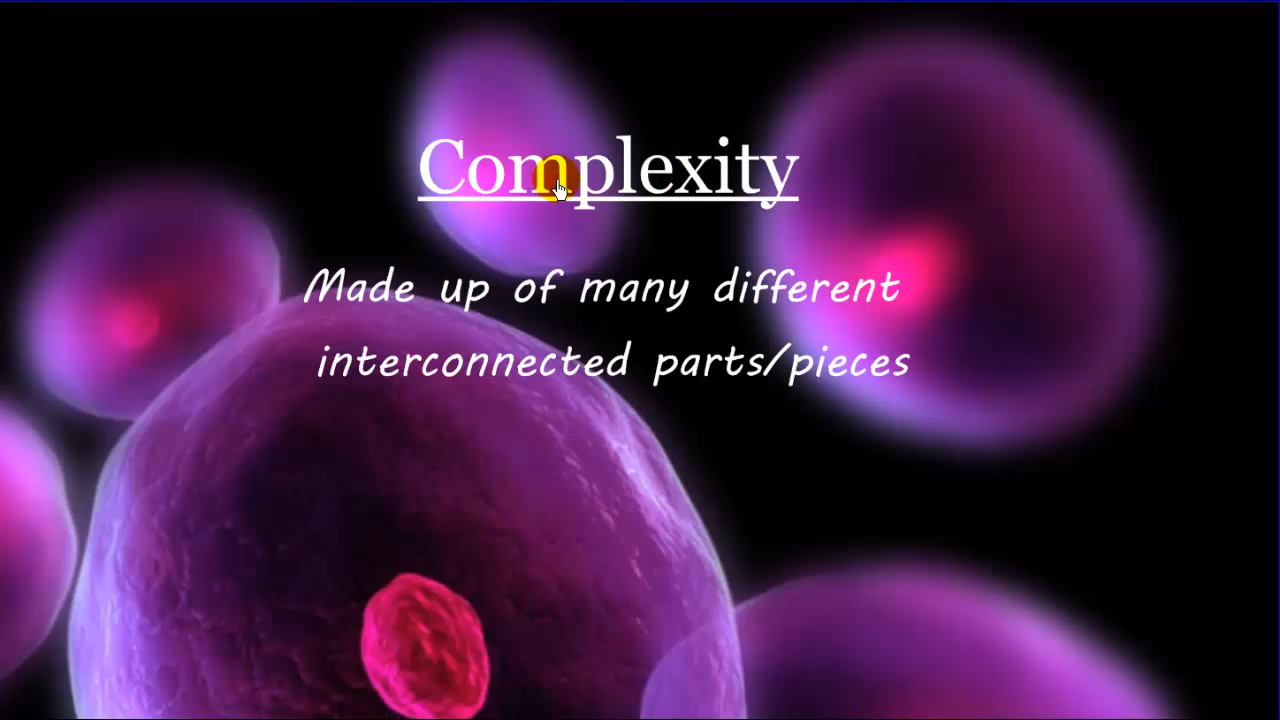 Complexity
Made up of many different
interconnected parts/pieces